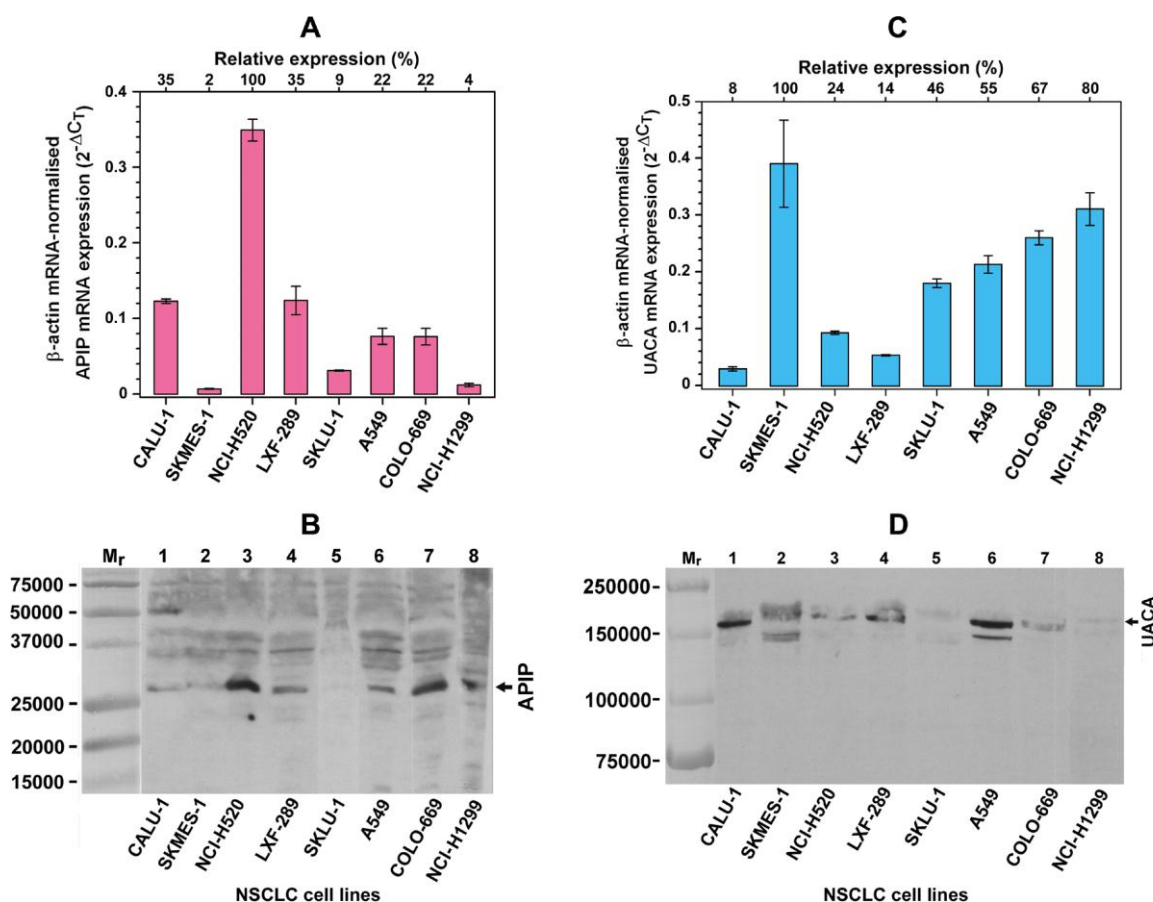 A
Relative expression (%)
35 2 100 35 9 22 22 4
0.4
0.3
0.2
0.1
0
β-actin mRNA-normalised
APIP mRNA expression (2^-ΔCT)
CALU-1
SKMES-1
NCI-H520
LXF-289
SKLU-1
A549
COLO-669
NCI-H1299
C
Relative expression (%)
8 100 24 14 46 55 67 80
0.5
0.4
0.3
0.2
0.1
0
β-actin mRNA-normalised
UACA mRNA expression (2^-ΔCT)
CALU-1
SKMES-1
NCI-H520
LXF-289
SKLU-1
A549
COLO-669
NCI-H1299
B
Mr 1 2 3 4 5 6 7 8
75000
50000
37000
25000
20000
15000
APIP
CALU-1
SKMES-1
NCI-H520
LXF-289
SKLU-1
A549
COLO-669
NCI-H1299
NSCLC cell lines
D
Mr 1 2 3 4 5 6 7 8
250000
150000
100000
75000
UACA
CALU-1
SKMES-1
NCI-H520
LXF-289
SKLU-1
A549
COLO-669
NCI-H1299
NSCLC cell lines